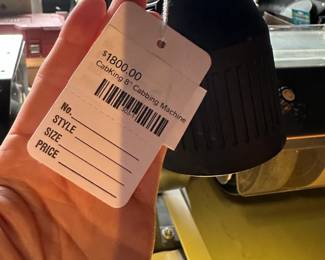 $1800.00
CabKing 8" Cabbing Machine
No.
STYLE
SIZE
PRICE